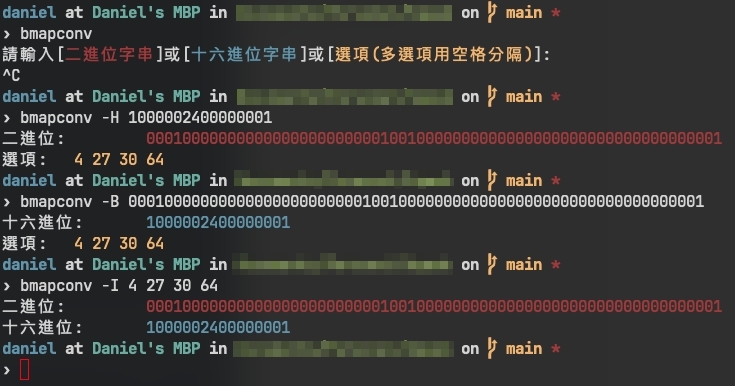 daniel at Daniel's MBP in on main *
› bmapconv
請輸入[二進位字串]或[十六進位字串]或[選項(多選項用空格分隔)]:
^C
daniel at Daniel's MBP in on main *
› bmapconv -H 1000002400000001
二進位: 0001000000000000000000000010010000000000000000000000000000000001
選項: 4 27 30 64
daniel at Daniel's MBP in on main *
› bmapconv -B 0001000000000000000000000010010000000000000000000000000000000001
十六進位: 1000002400000001
選項: 4 27 30 64
daniel at Daniel's MBP in on main *
› bmapconv -I 4 27 30 64
二進位: 0001000000000000000000000010010000000000000000000000000000000001
十六進位: 1000002400000001
daniel at Daniel's MBP in on main *
›